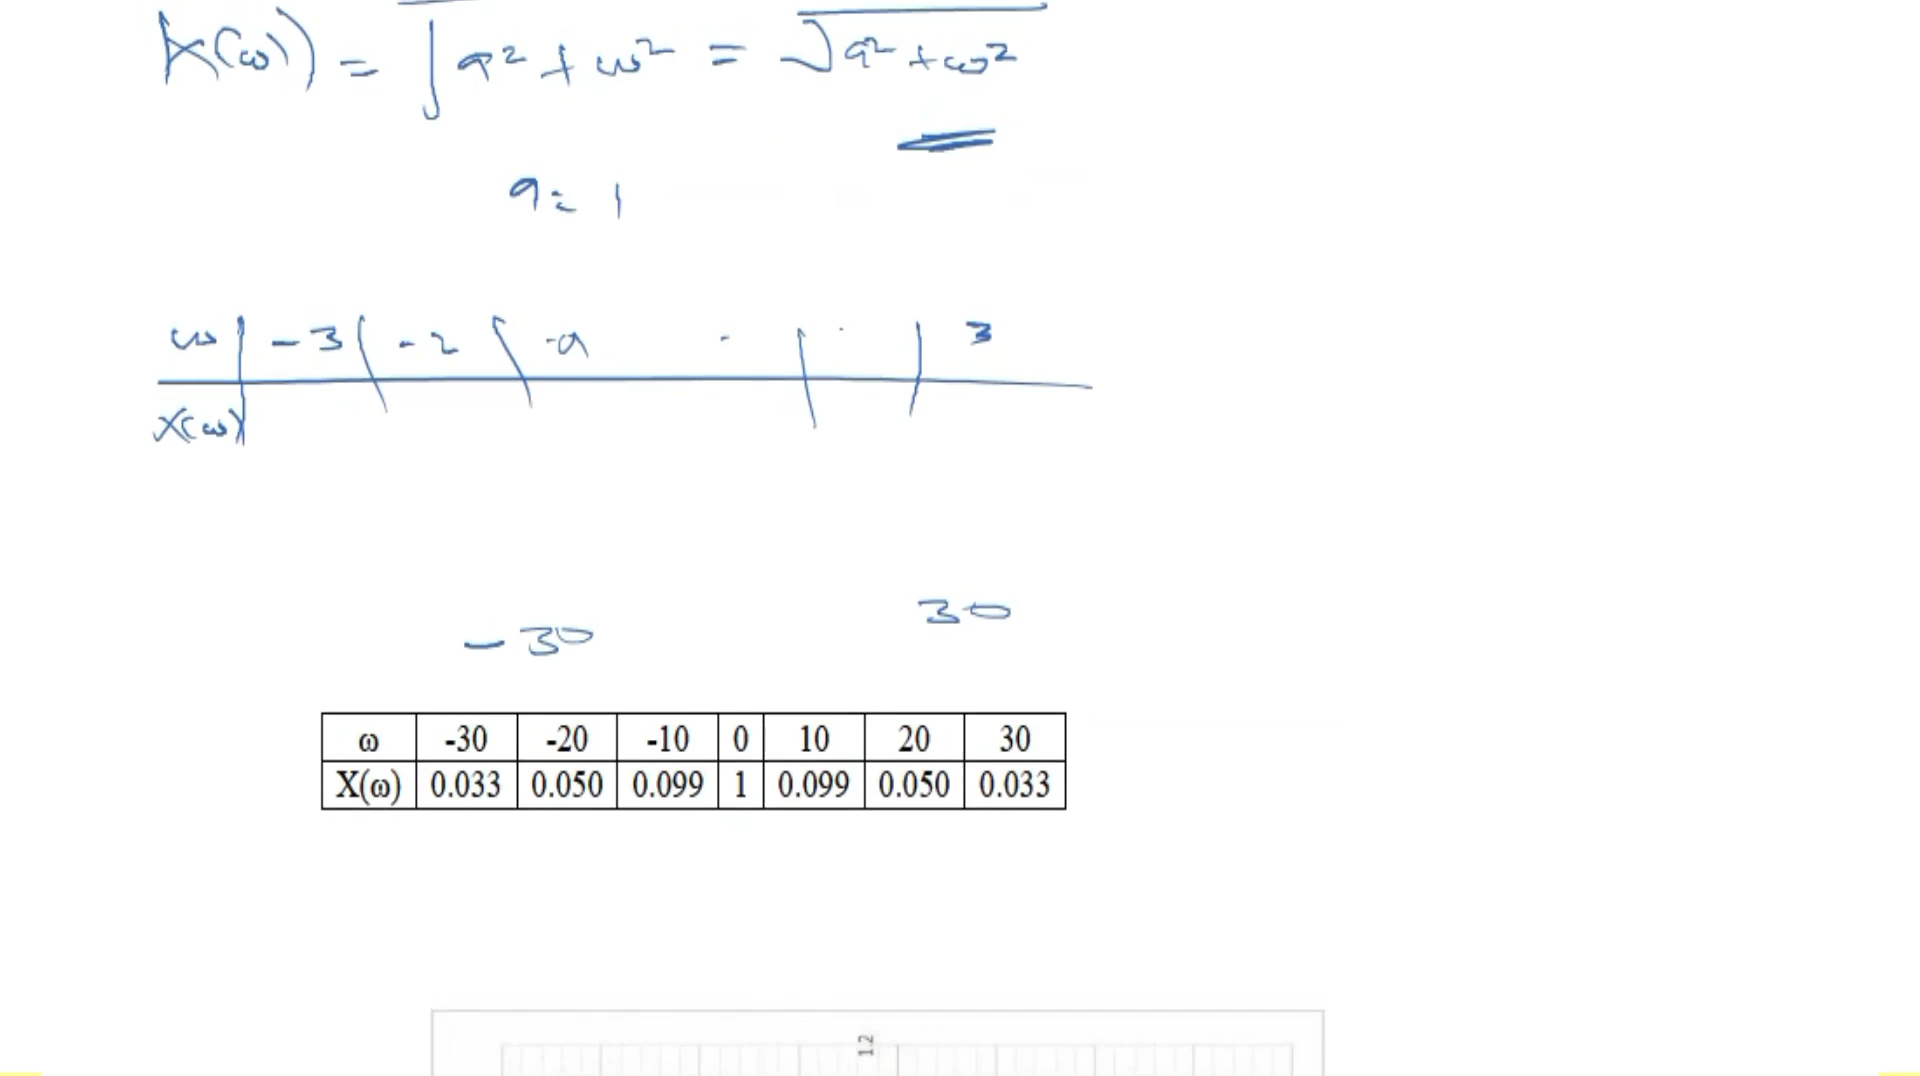 |X(ω)| = √a² + ω² = √a² + ω²
a = 1
ω -3 -2 3
X(ω)
-30 30
ω -30 -20 -10 0 10 20 30
X(ω) 0.033 0.050 0.099 1 0.099 0.050 0.033
12